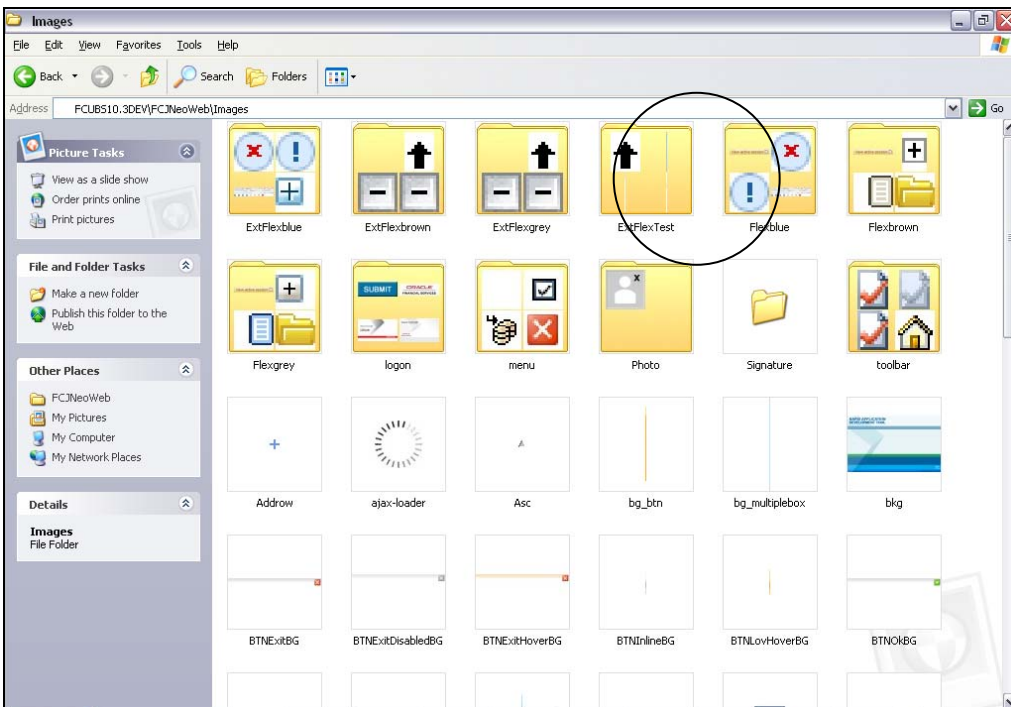 Images
File Edit View Favorites Tools Help
Back Search Folders
Address FCUBS10.3DEV\FCJNeoWeb\Images Go
Picture Tasks
View as a slide show
Order prints online
Print pictures
File and Folder Tasks
Make a new folder
Publish this folder to the
Web
Other Places
FCJNeoWeb
My Pictures
My Computer
My Network Places
Details
Images
File Folder
ExtFlexblue ExtFlexbrown ExtFlexgrey ExtFlexTest Flexblue Flexbrown
SUBMIT ORACLE
FINANCIAL SERVICES
Flexgrey logon menu Photo Signature toolbar
A
Addrow ajax-loader Asc bg_btn bg_multiplebox bkg
BTNExitBG BTNExitDisabledBG BTNExitHoverBG BTNInlineBG BTNLovHoverBG BTNOkBG